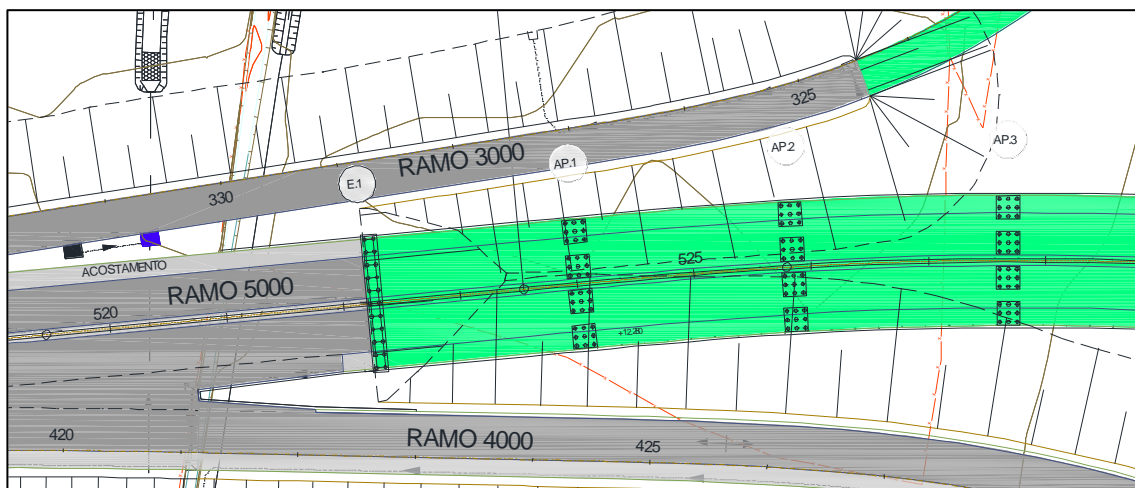 325
AP.3
AP.2
AP.1
RAMO 3000
E.1
330
525
ACOSTAMENTO
RAMO 5000
520
+12.280
420
RAMO 4000
425